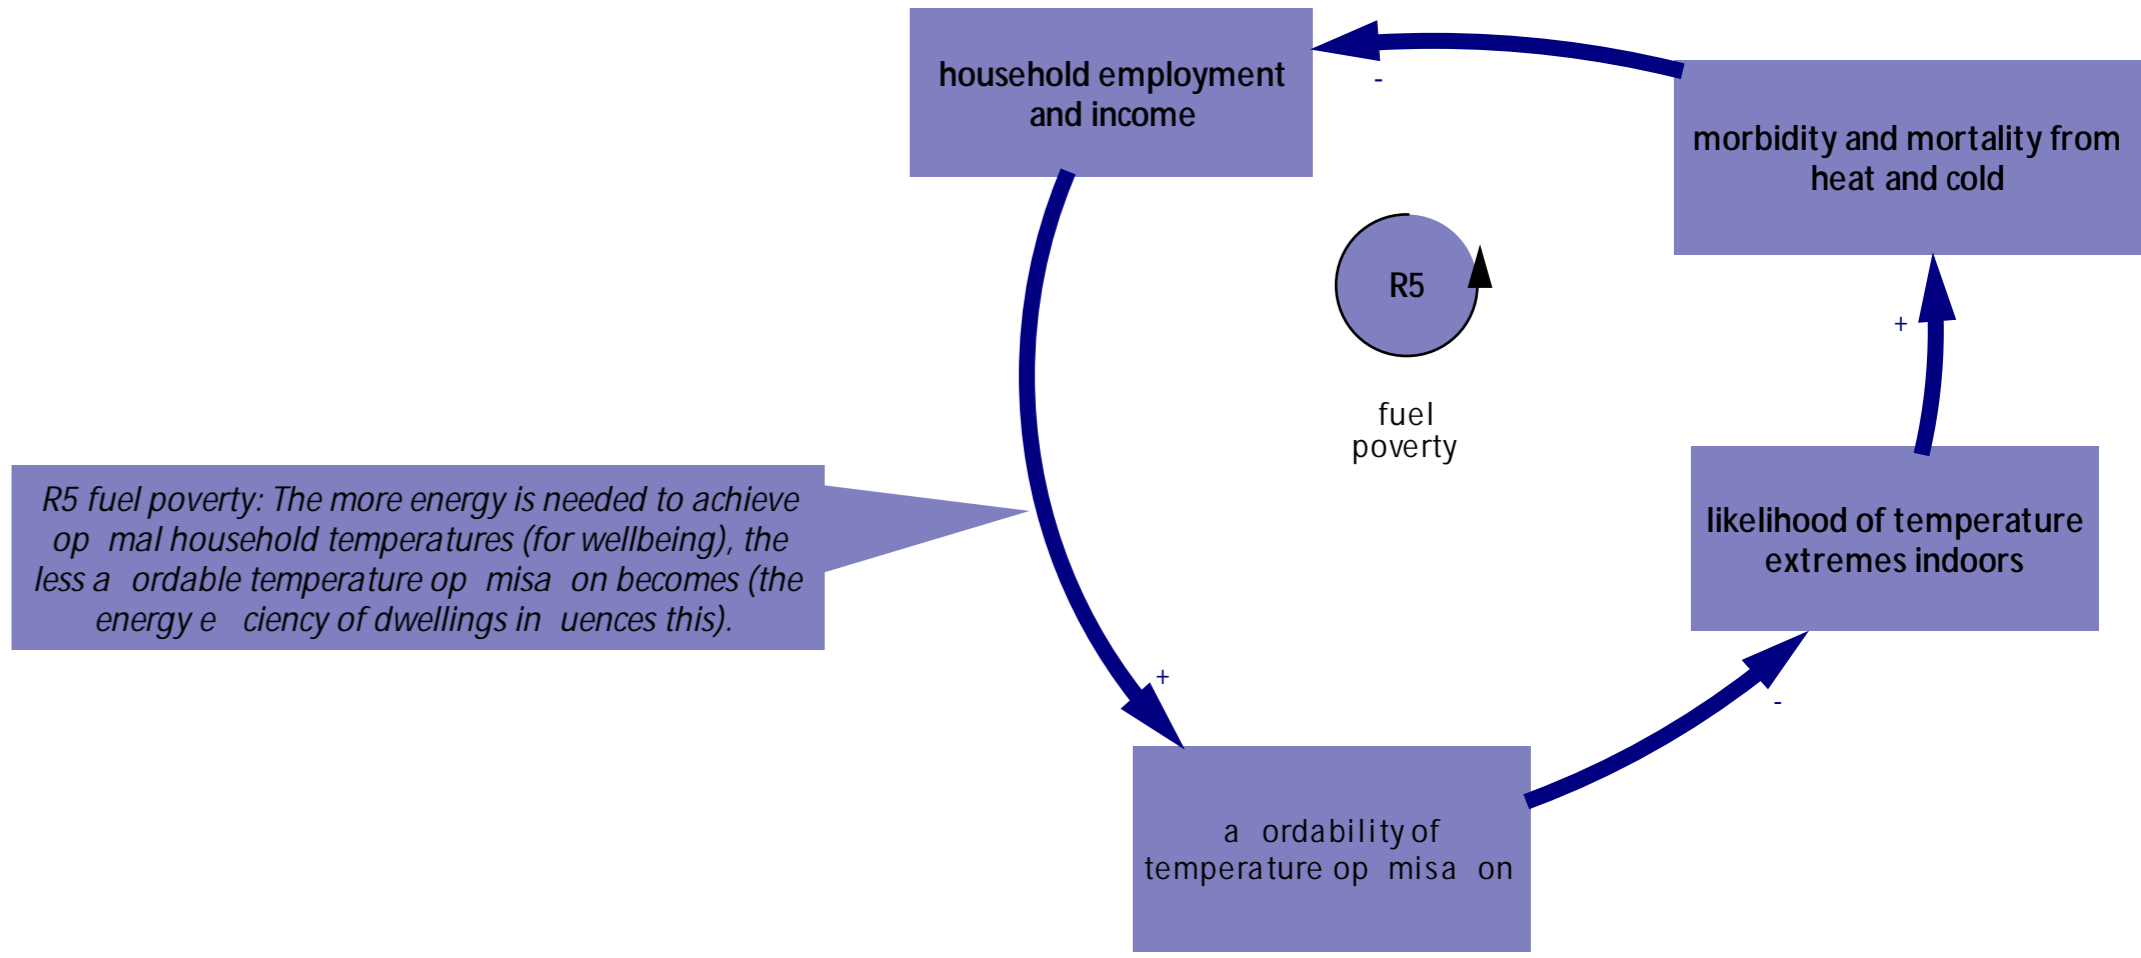 household employment
and income
-
morbidity and mortality from
heat and cold
R5
+
fuel
poverty
R5 fuel poverty: The more energy is needed to achieve
op mal household temperatures (for wellbeing), the
less a ordable temperature op misa on becomes (the
energy e ciency of dwellings in uences this).
likelihood of temperature
extremes indoors
+
-
a ordability of
temperature op misa on